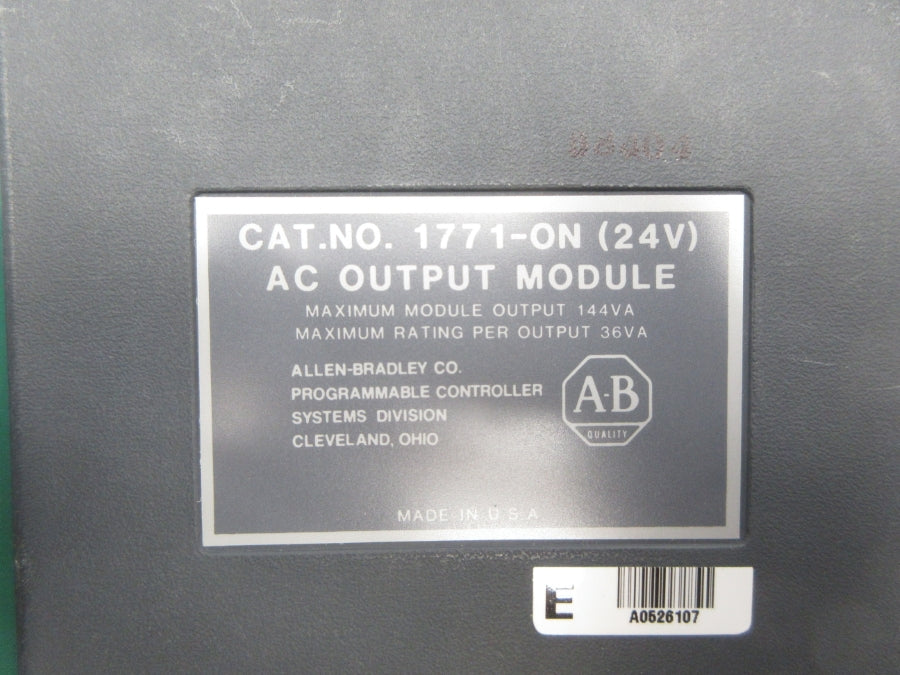 CAT.NO. 1771-ON (24V)
AC OUTPUT MODULE
MAXIMUM MODULE OUTPUT 144VA
MAXIMUM RATING PER OUTPUT 36VA
ALLEN-BRADLEY CO.
PROGRAMMABLE CONTROLLER
SYSTEMS DIVISION
CLEVELAND, OHIO
A-B
QUALITY
MADE IN U.S.A
E
A0526107